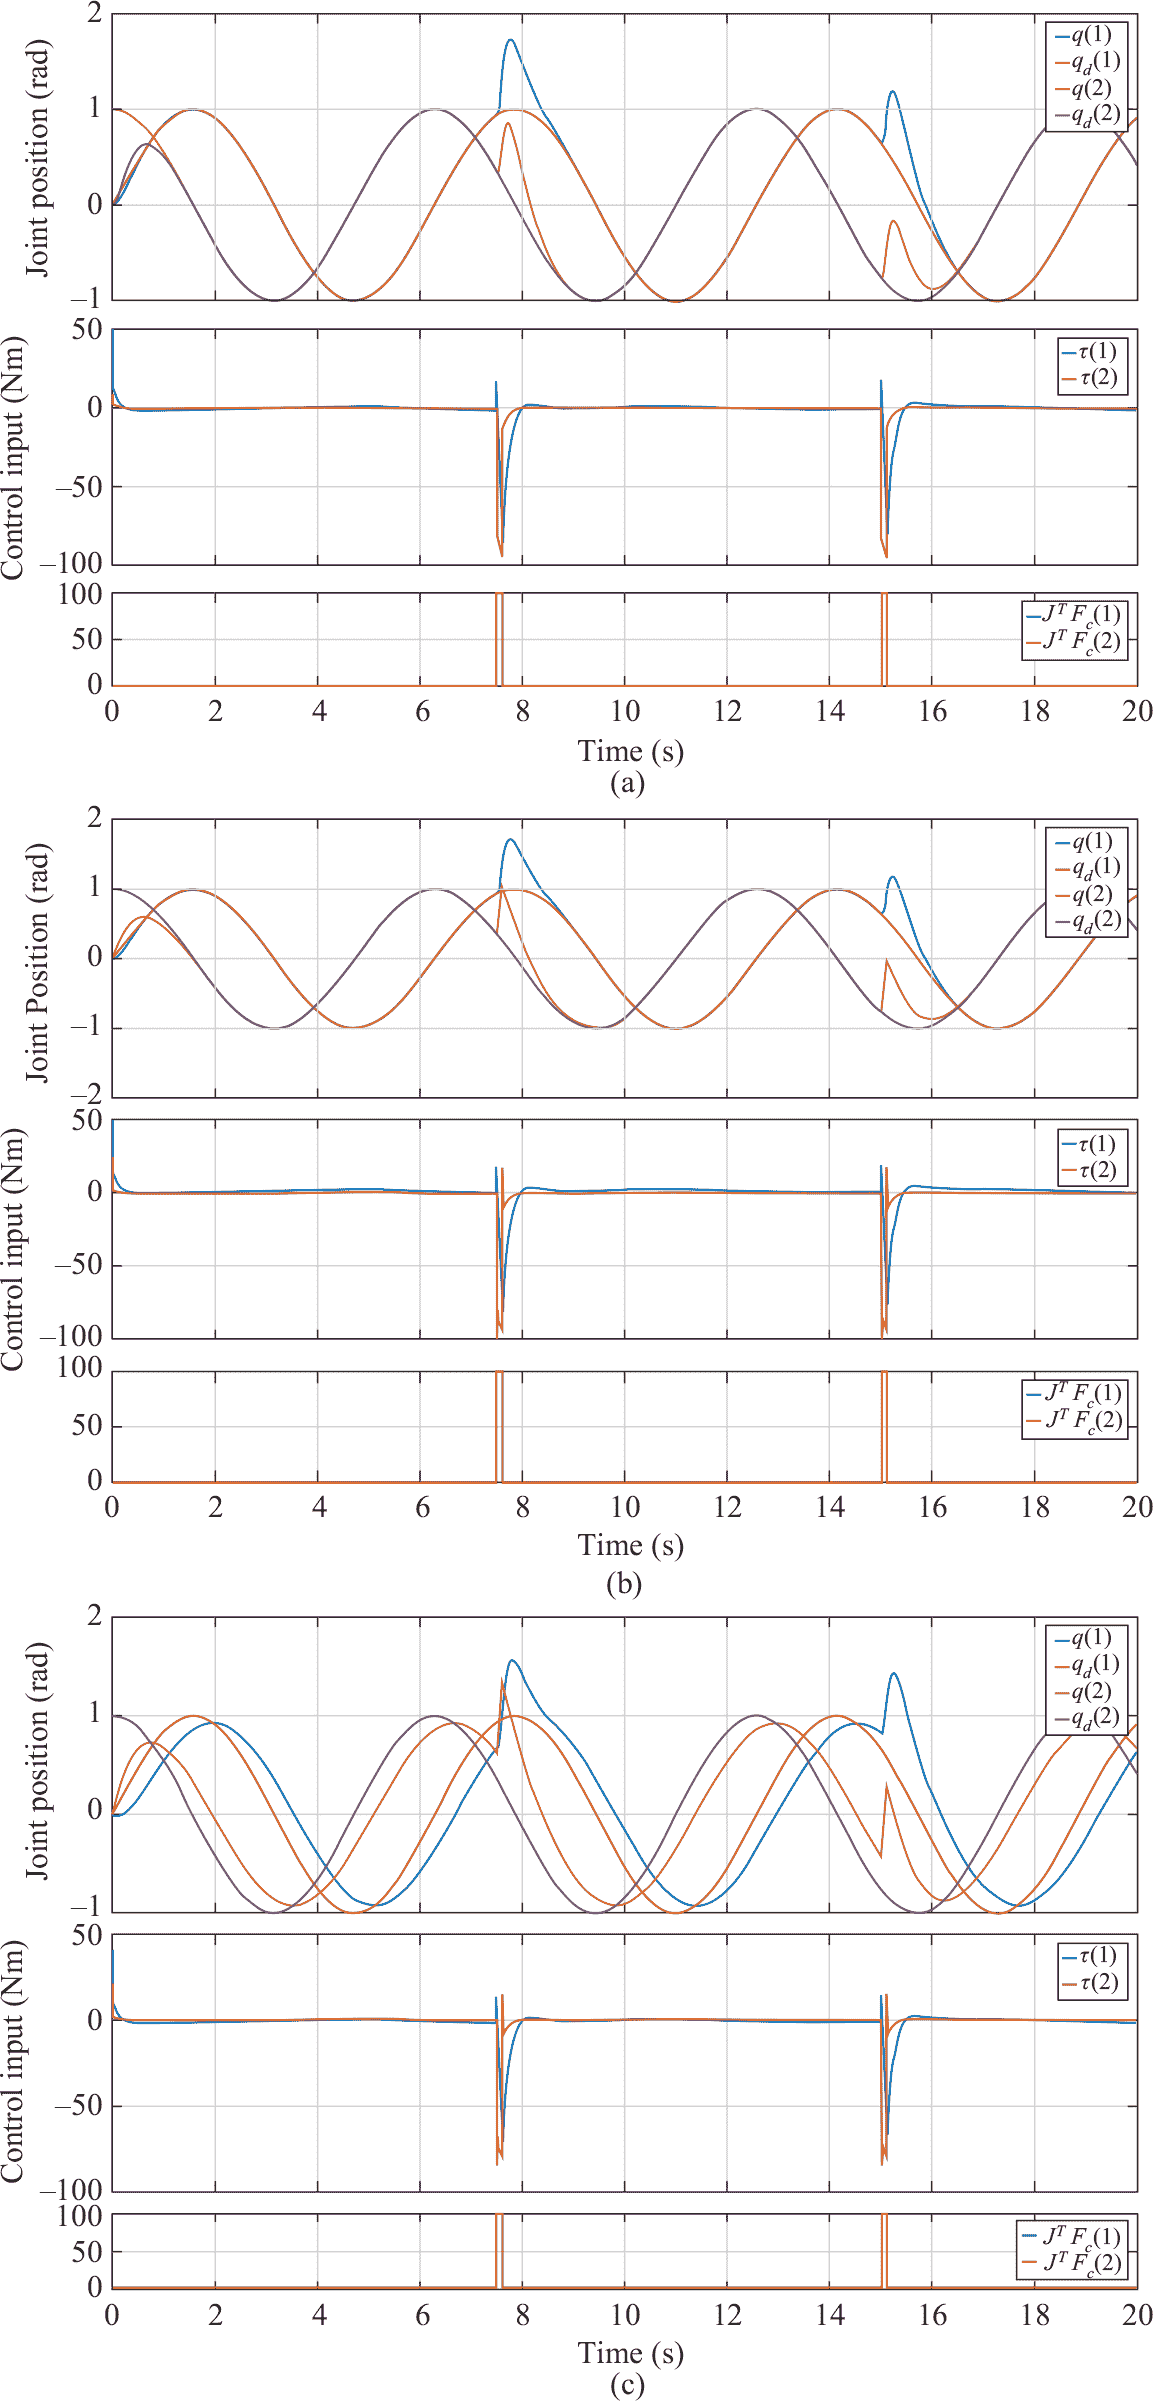 Joint position (rad)
2
1
0
–1
q(1)
q_d(1)
q(2)
q_d(2)
Control input (Nm)
50
0
–50
–100
τ(1)
τ(2)
100
50
0
J^T F_c(1)
J^T F_c(2)
0 2 4 6 8 10 12 14 16 18 20
Time (s)
(a)
Joint Position (rad)
2
1
0
–1
–2
q(1)
q_d(1)
q(2)
q_d(2)
Control input (Nm)
50
0
–50
–100
τ(1)
τ(2)
100
50
0
J^T F_c(1)
J^T F_c(2)
0 2 4 6 8 10 12 14 16 18 20
Time (s)
(b)
Joint position (rad)
2
1
0
–1
q(1)
q_d(1)
q(2)
q_d(2)
Control input (Nm)
50
0
–50
–100
τ(1)
τ(2)
100
50
0
J^T F_c(1)
J^T F_c(2)
0 2 4 6 8 10 12 14 16 18 20
Time (s)
(c)